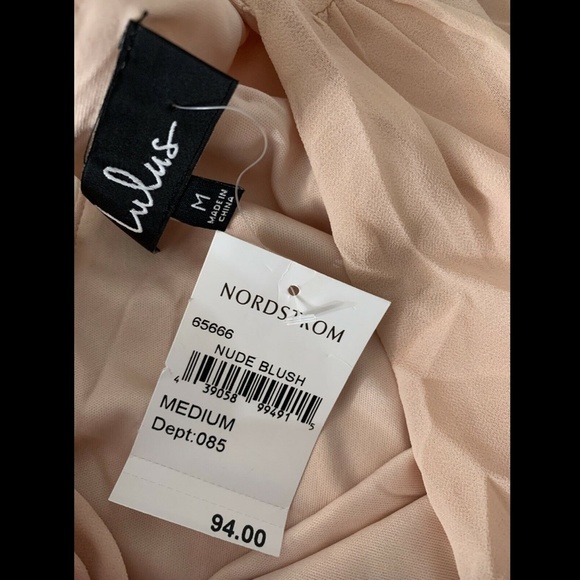 Lulus
M
MADE IN
CHINA
NORDSTROM
65666
NUDE BLUSH
4 39058 99491 5
MEDIUM
Dept:085
94.00